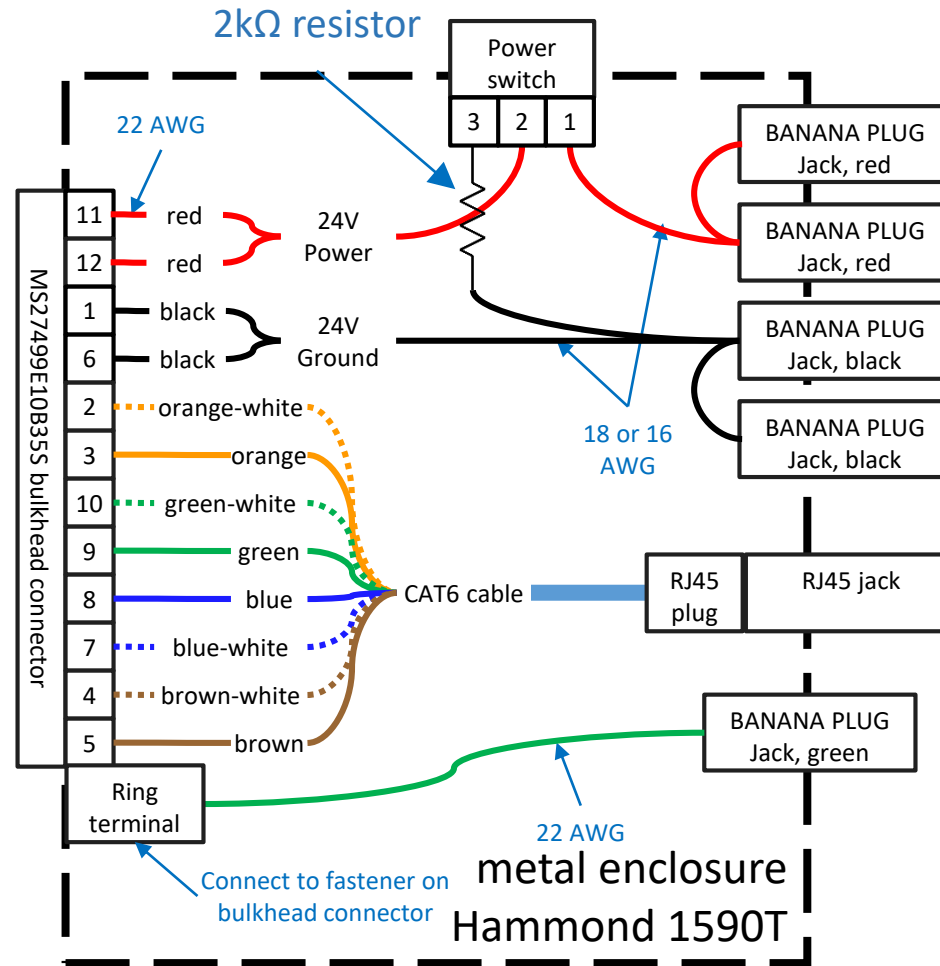 2kΩ resistor
Power
switch
3
2
1
22 AWG
BANANA PLUG
Jack, red
BANANA PLUG
Jack, red
BANANA PLUG
Jack, black
BANANA PLUG
Jack, black
MS27499E10B35S bulkhead connector
11
red
12
red
24V
Power
1
black
6
black
24V
Ground
18 or 16
AWG
2
orange-white
3
orange
10
green-white
9
green
8
blue
7
blue-white
4
brown-white
5
brown
CAT6 cable
RJ45
plug
RJ45 jack
BANANA PLUG
Jack, green
Ring
terminal
22 AWG
Connect to fastener on
bulkhead connector
metal enclosure
Hammond 1590T